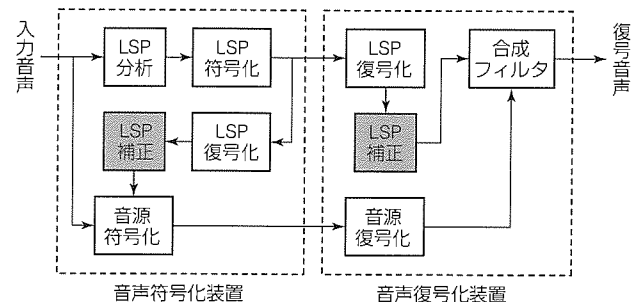 入力音声
LSP
分析
LSP
符号化
LSP
復号化
合成
フィルタ
復号音声
LSP
補正
LSP
復号化
LSP
補正
音源
符号化
音源
復号化
音声符号化装置
音声復号化装置